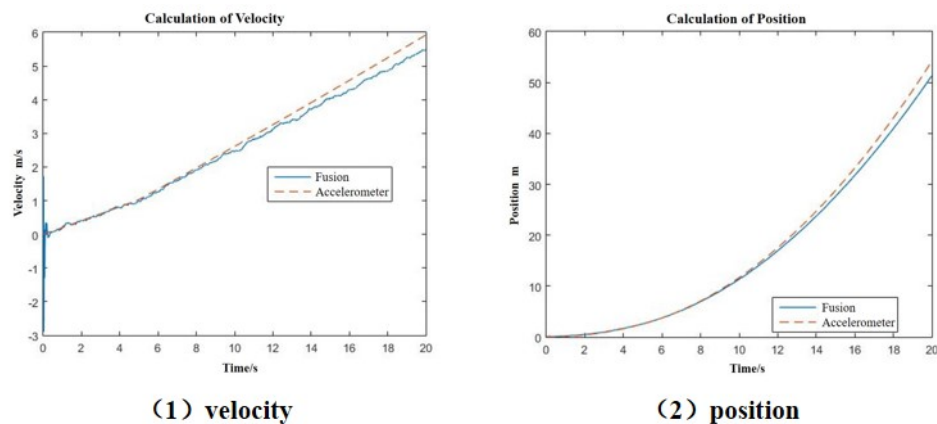 Calculation of Velocity
6
5
4
3
2
1
0
-1
-2
-3
Velocity m/s
Fusion
Accelerometer
0 2 4 6 8 10 12 14 16 18 20
Time/s
（1）velocity
Calculation of Position
60
50
40
30
20
10
0
Position m
Fusion
Accelerometer
0 2 4 6 8 10 12 14 16 18 20
Time/s
（2）position